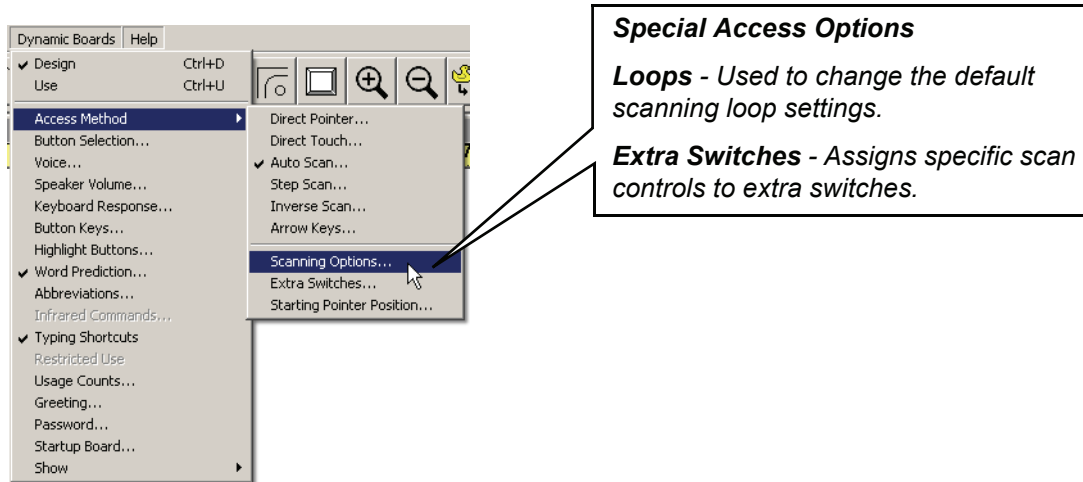 Dynamic Boards Help
Design Ctrl+D
Use Ctrl+U
Access Method
Button Selection...
Voice...
Speaker Volume...
Keyboard Response...
Button Keys...
Highlight Buttons...
Word Prediction...
Abbreviations...
Infrared Commands...
Typing Shortcuts
Restricted Use
Usage Counts...
Greeting...
Password...
Startup Board...
Show
Direct Pointer...
Direct Touch...
Auto Scan...
Step Scan...
Inverse Scan...
Arrow Keys...
Scanning Options...
Extra Switches...
Starting Pointer Position...
Special Access Options
Loops - Used to change the default
scanning loop settings.
Extra Switches - Assigns specific scan
controls to extra switches.